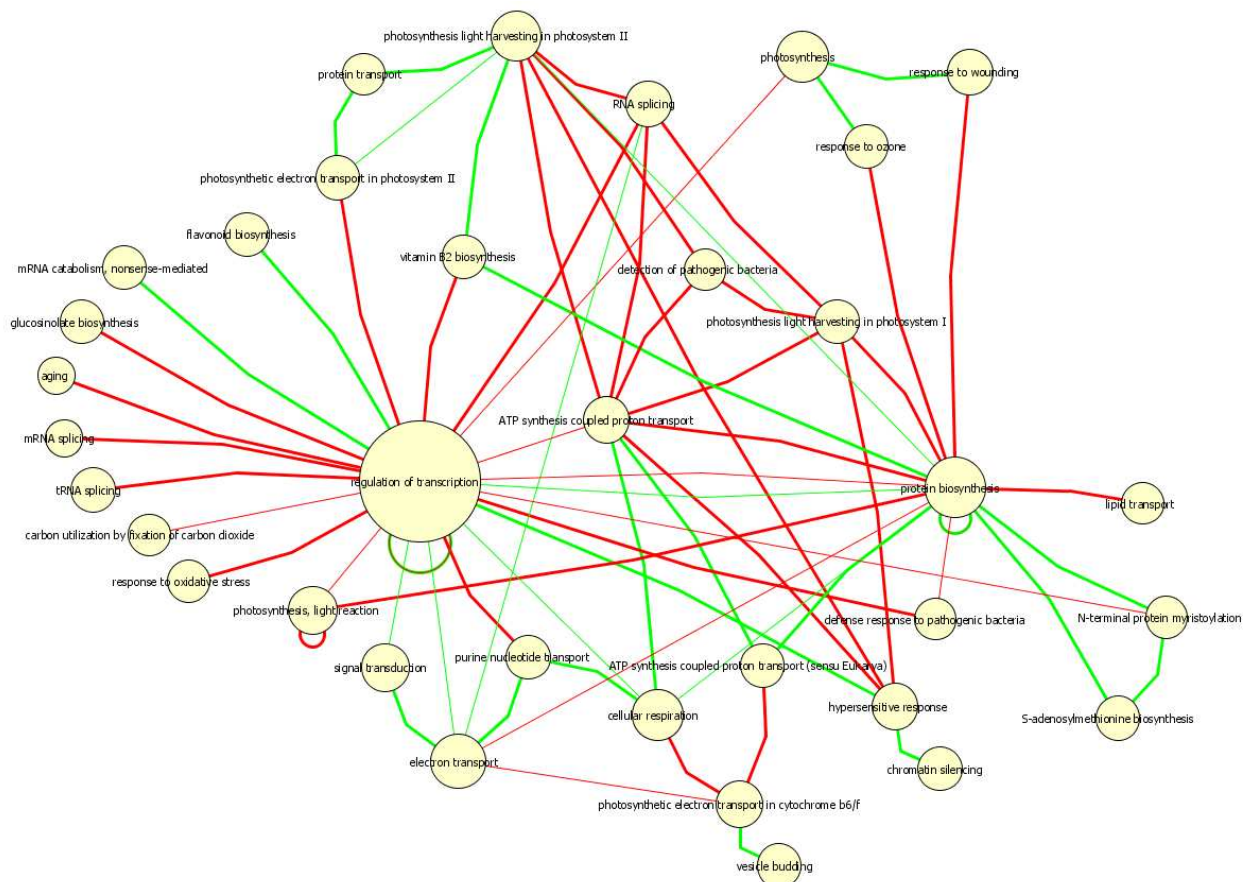 photosynthesis light harvesting in photosystem II
photosynthesis
protein transport
response to wounding
RNA splicing
response to ozone
photosynthetic electron transport in photosystem II
flavonoid biosynthesis
vitamin B2 biosynthesis
mRNA catabolism, nonsense-mediated
detection of pathogenic bacteria
glucosinolate biosynthesis
photosynthesis light harvesting in photosystem I
aging
ATP synthesis coupled proton transport
mRNA splicing
regulation of transcription
protein biosynthesis
tRNA splicing
lipid transport
carbon utilization by fixation of carbon dioxide
response to oxidative stress
photosynthesis, light reaction
defense response to pathogenic bacteria
N-terminal protein myristoylation
signal transduction
purine nucleotide transport
ATP synthesis coupled proton transport (sensu Eukarya)
hypersensitive response
cellular respiration
S-adenosylmethionine biosynthesis
electron transport
chromatin silencing
photosynthetic electron transport in cytochrome b6/f
vesicle budding